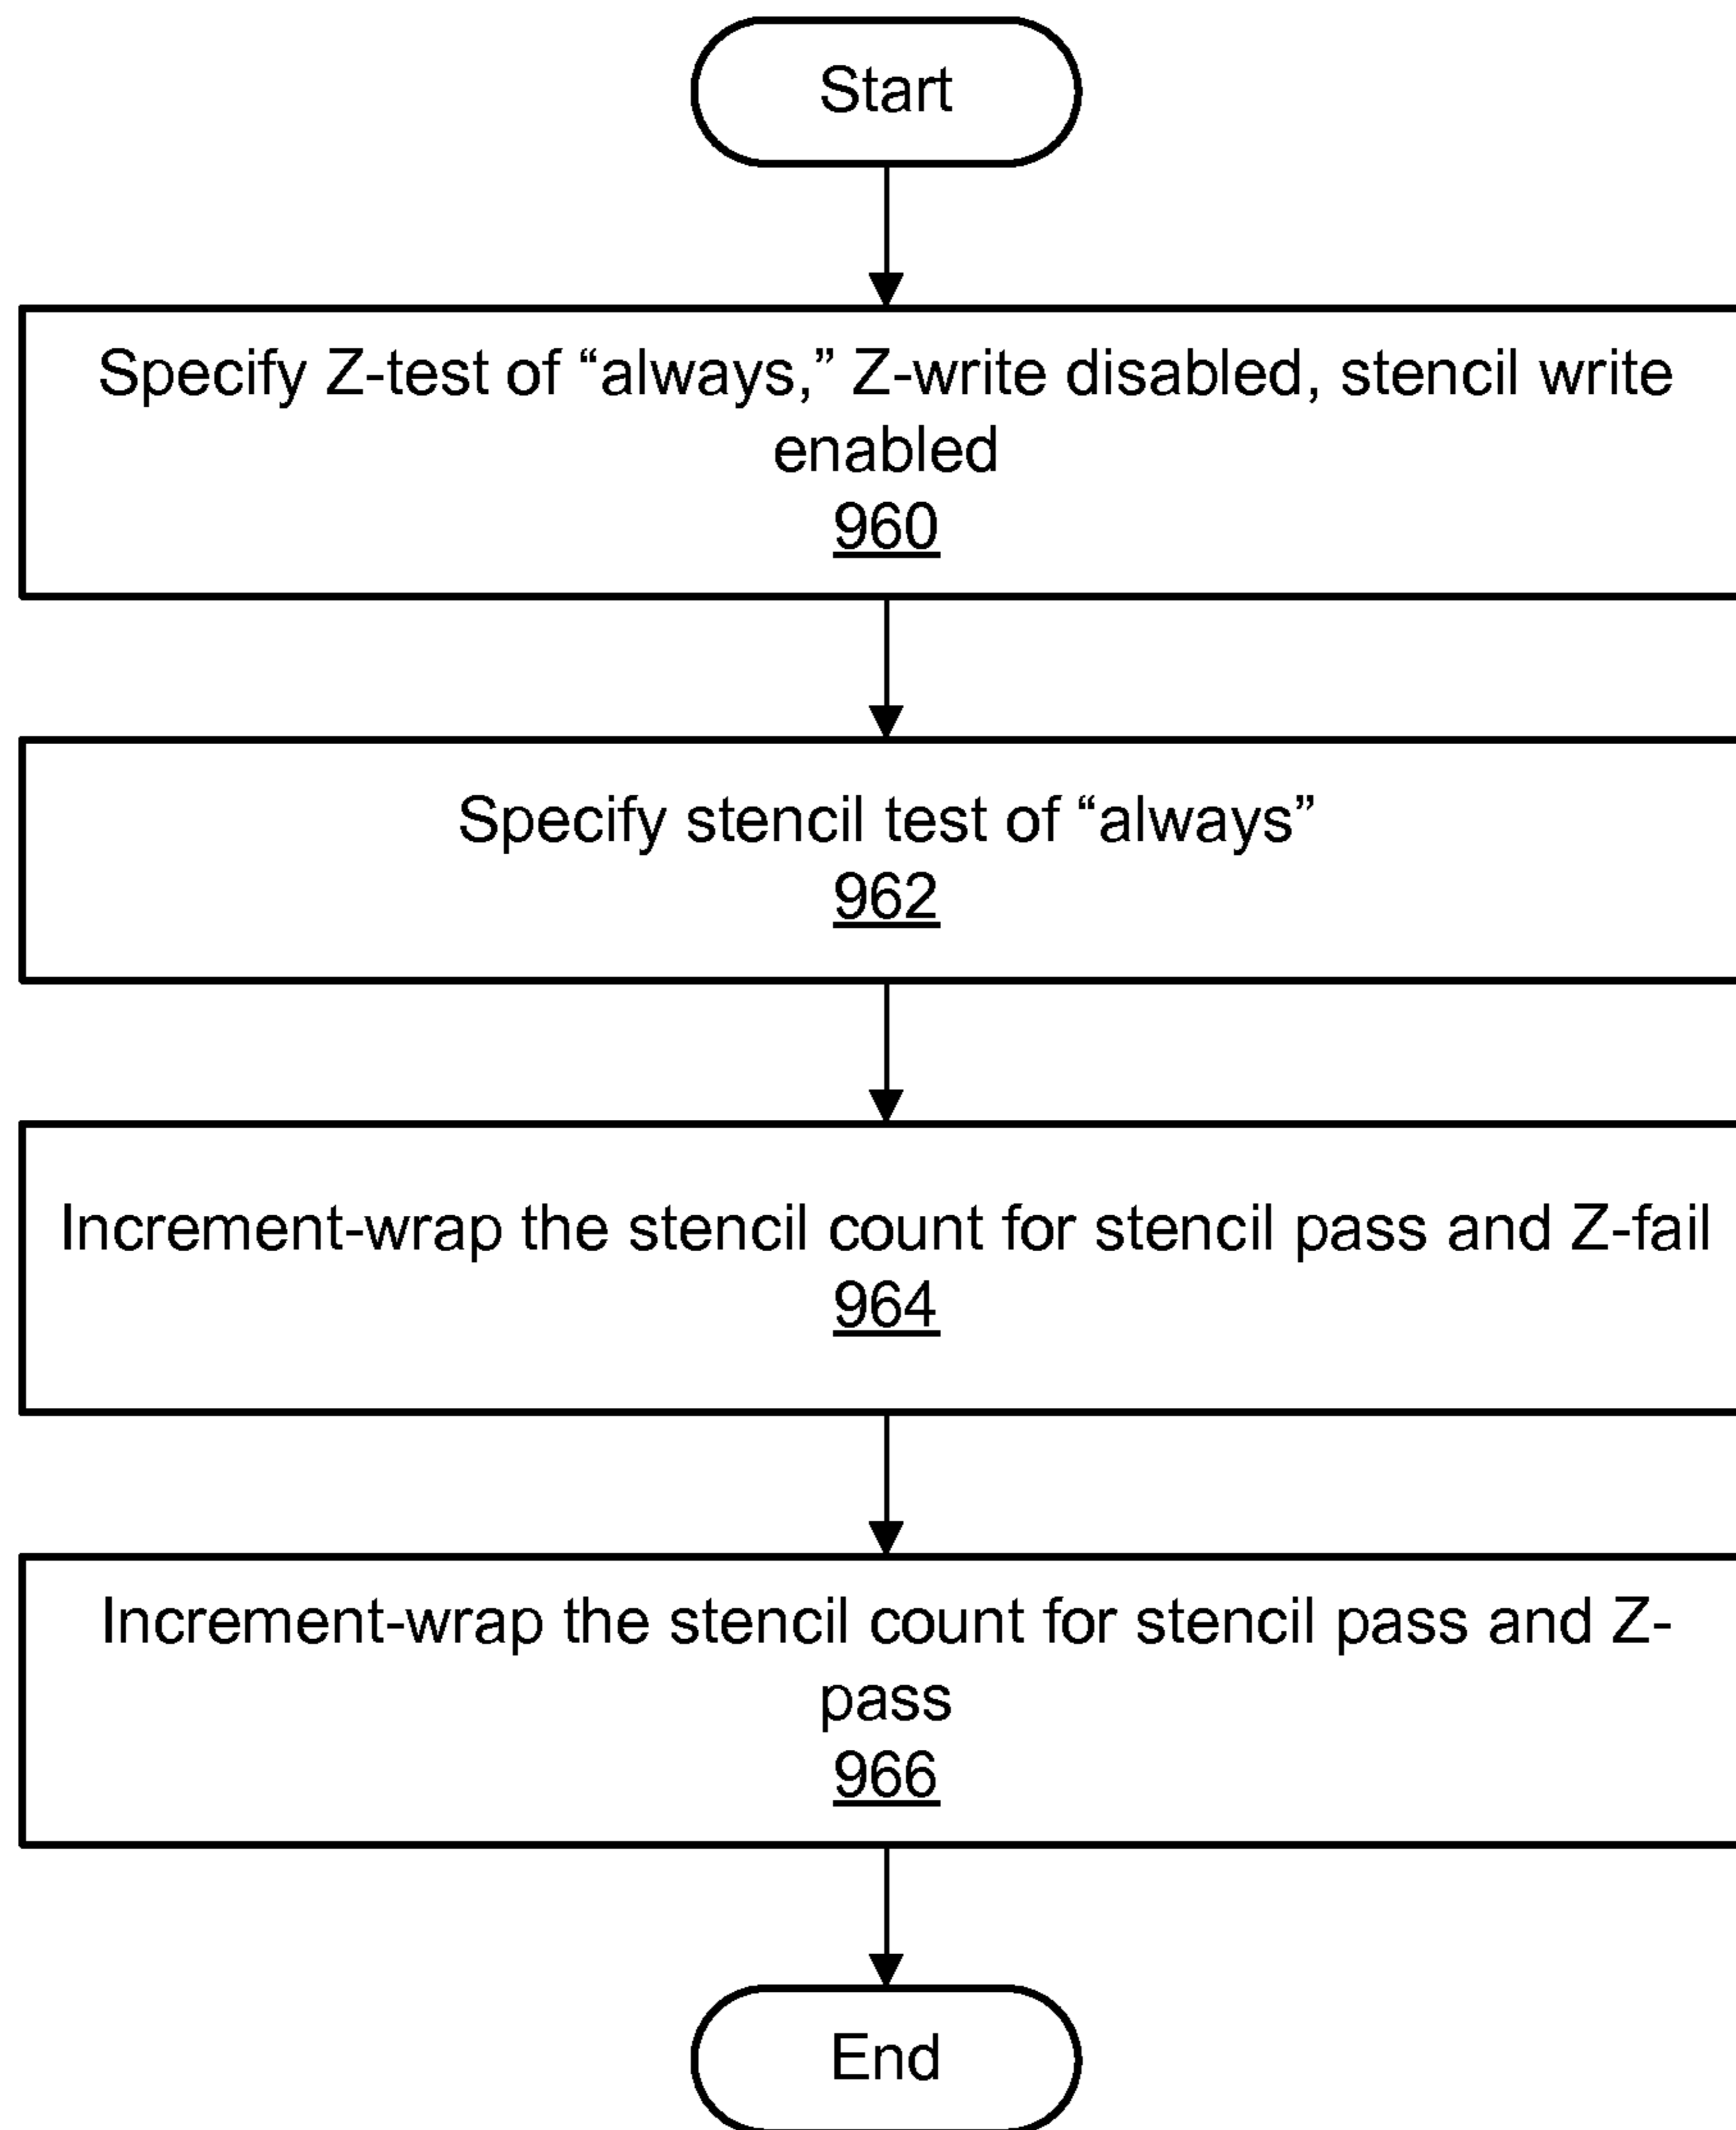 Start
Specify Z-test of “always,” Z-write disabled, stencil write
enabled
960
Specify stencil test of “always”
962
Increment-wrap the stencil count for stencil pass and Z-fail
964
Increment-wrap the stencil count for stencil pass and Z-
pass
966
End